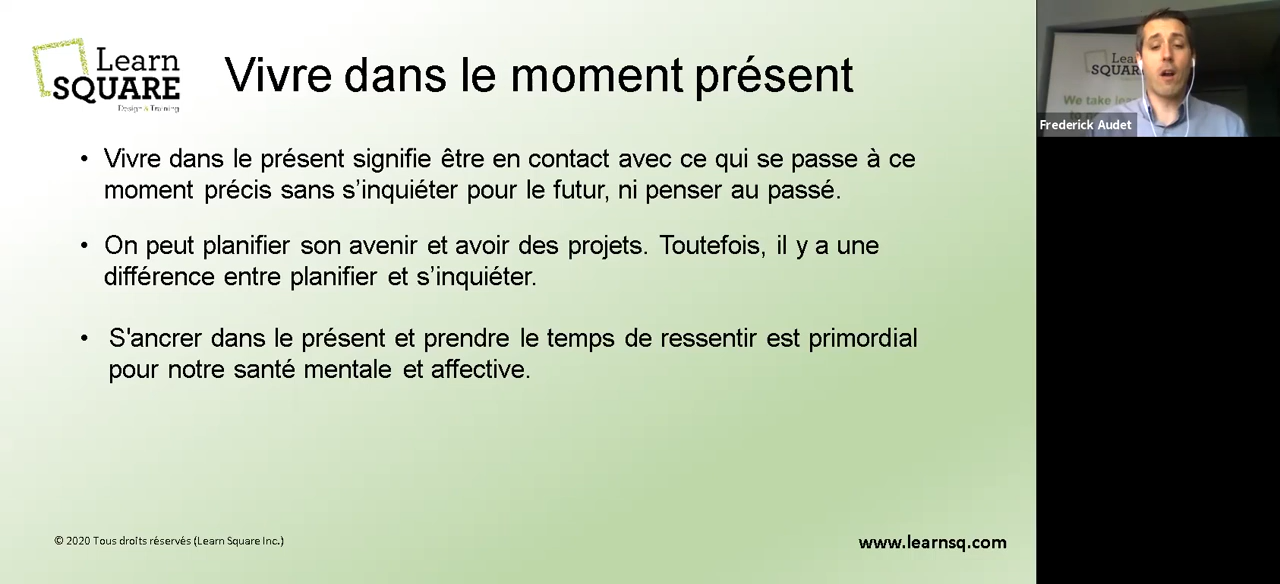 Learn
SQUARE
Design & Training
Vivre dans le moment présent
• Vivre dans le présent signifie être en contact avec ce qui se passe à ce
moment précis sans s’inquiéter pour le futur, ni penser au passé.
• On peut planifier son avenir et avoir des projets. Toutefois, il y a une
différence entre planifier et s’inquiéter.
• S'ancrer dans le présent et prendre le temps de ressentir est primordial
pour notre santé mentale et affective.
© 2020 Tous droits réservés (Learn Square Inc.)
www.learnsq.com
SQUARE
We take
Frederick Audet